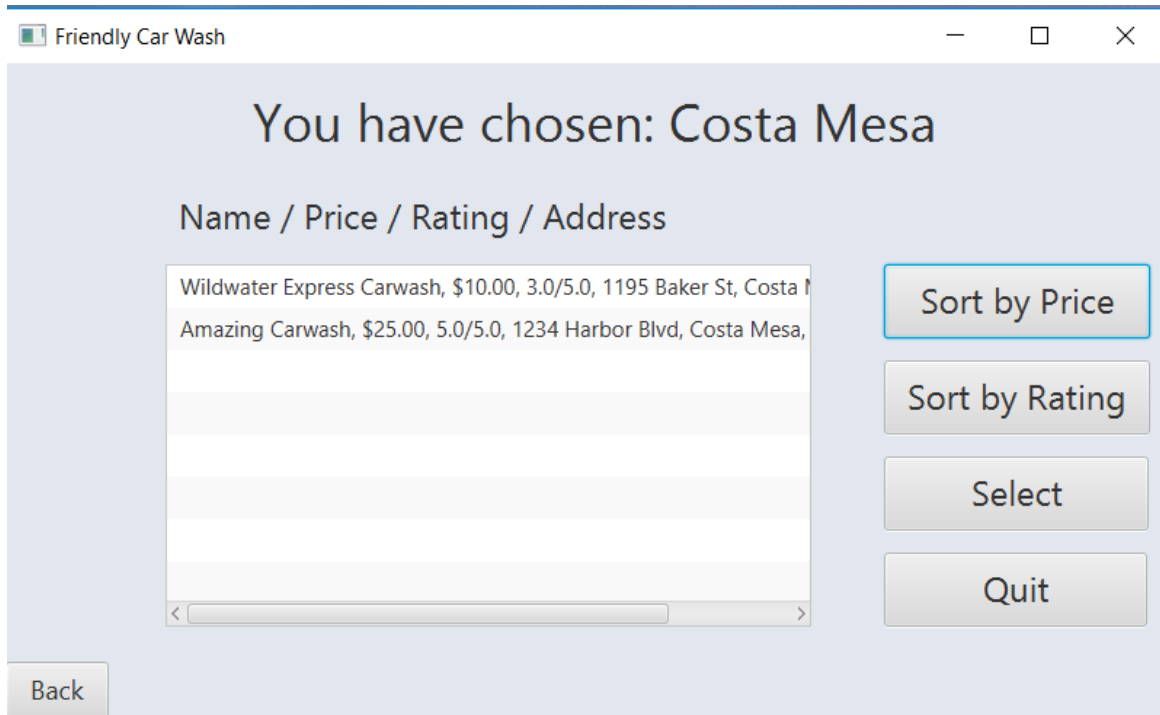 Friendly Car Wash
You have chosen: Costa Mesa
Name / Price / Rating / Address
Wildwater Express Carwash, $10.00, 3.0/5.0, 1195 Baker St, Costa
Amazing Carwash, $25.00, 5.0/5.0, 1234 Harbor Blvd, Costa Mesa,
Sort by Price
Sort by Rating
Select
Quit
Back